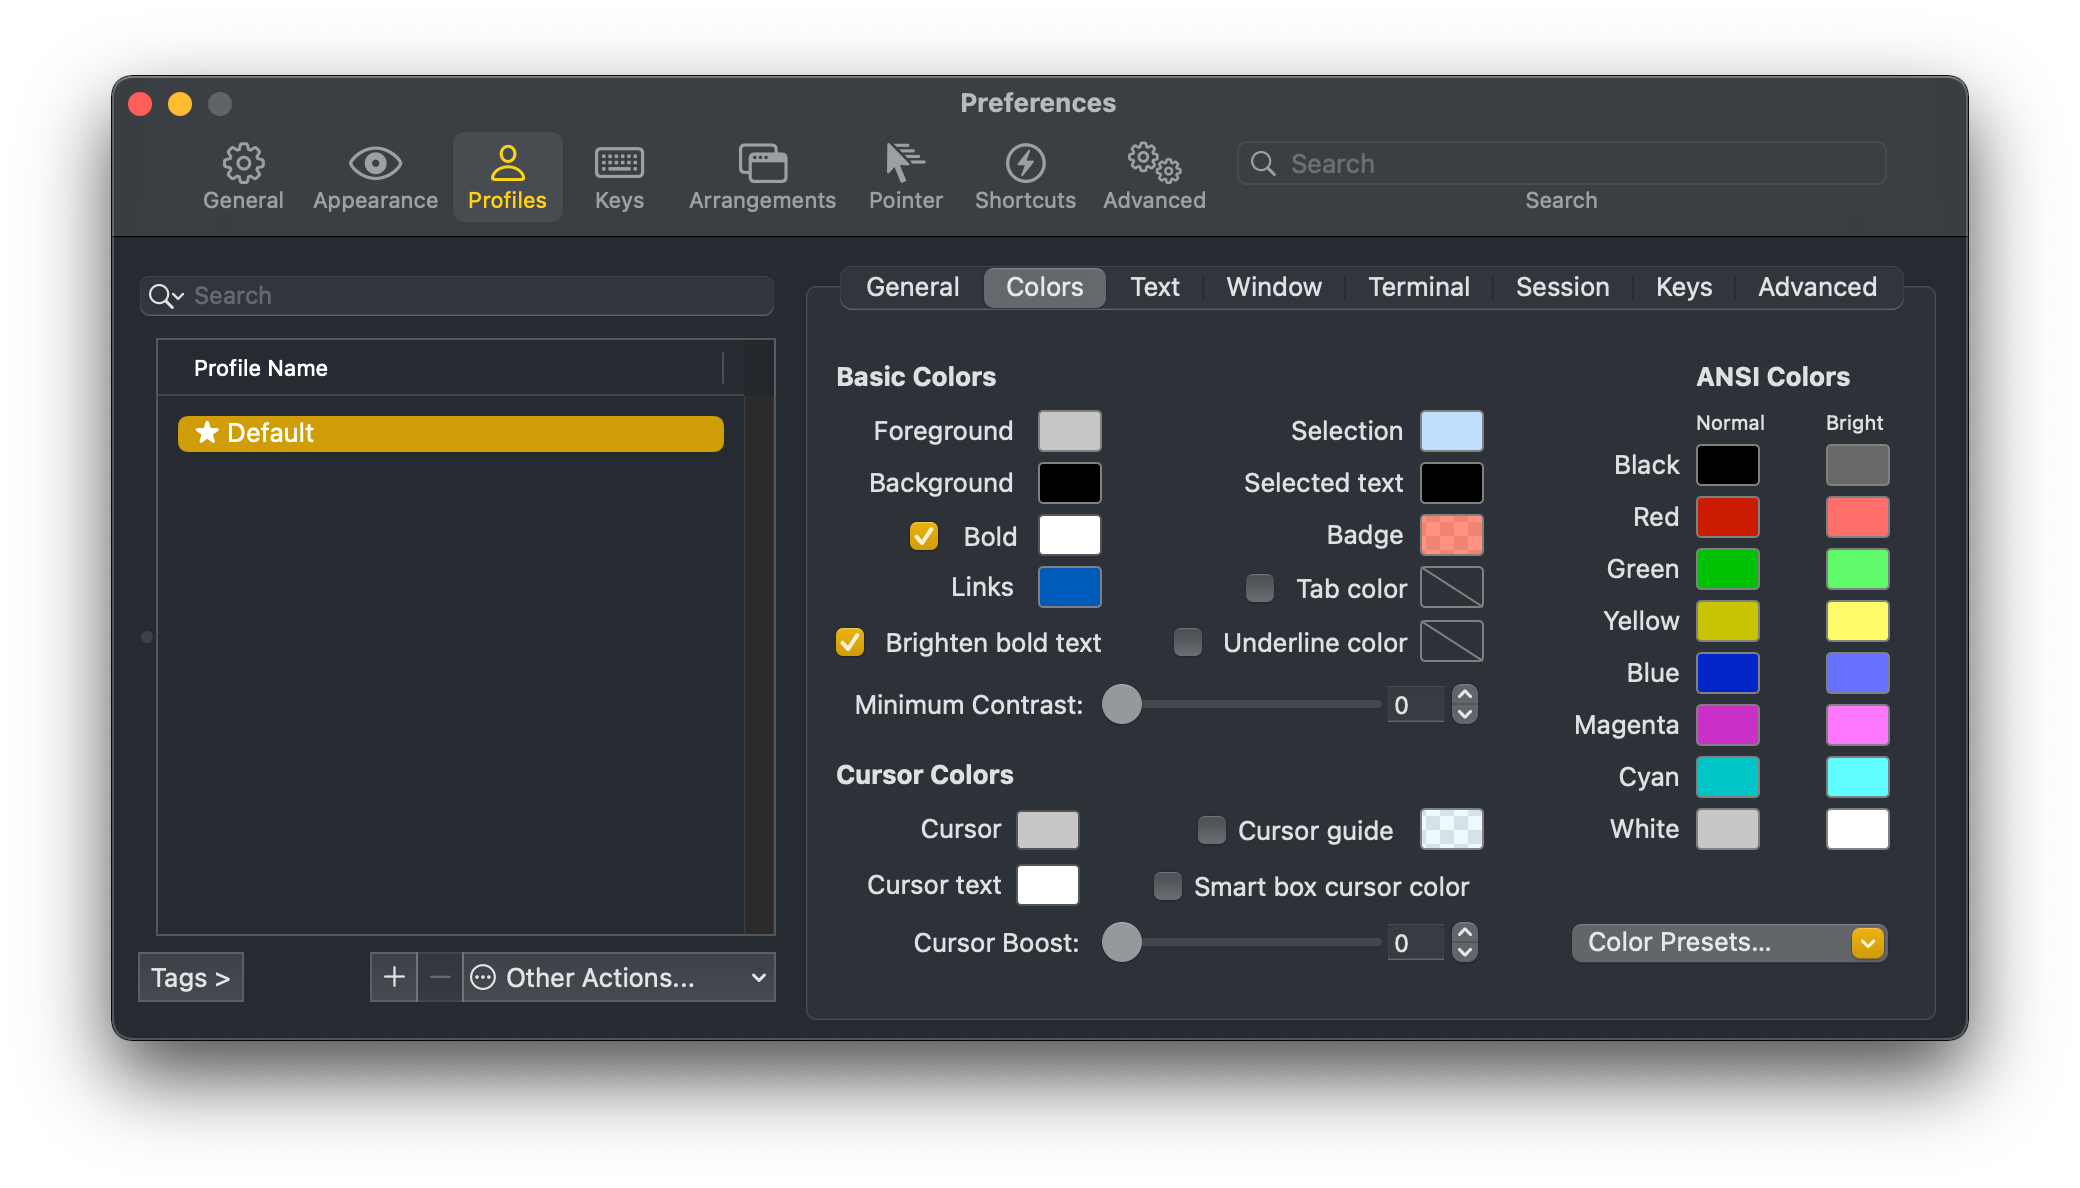 Preferences
General Appearance Profiles Keys Arrangements Pointer Shortcuts Advanced Search
Search
Search
General Colors Text Window Terminal Session Keys Advanced
Profile Name
Default
Tags >
Other Actions...
Basic Colors
Foreground
Background
Bold
Links
Brighten bold text
Selection
Selected text
Badge
Tab color
Underline color
Minimum Contrast: 0
Cursor Colors
Cursor
Cursor text
Cursor guide
Smart box cursor color
Cursor Boost: 0
ANSI Colors
Normal Bright
Black
Red
Green
Yellow
Blue
Magenta
Cyan
White
Color Presets...